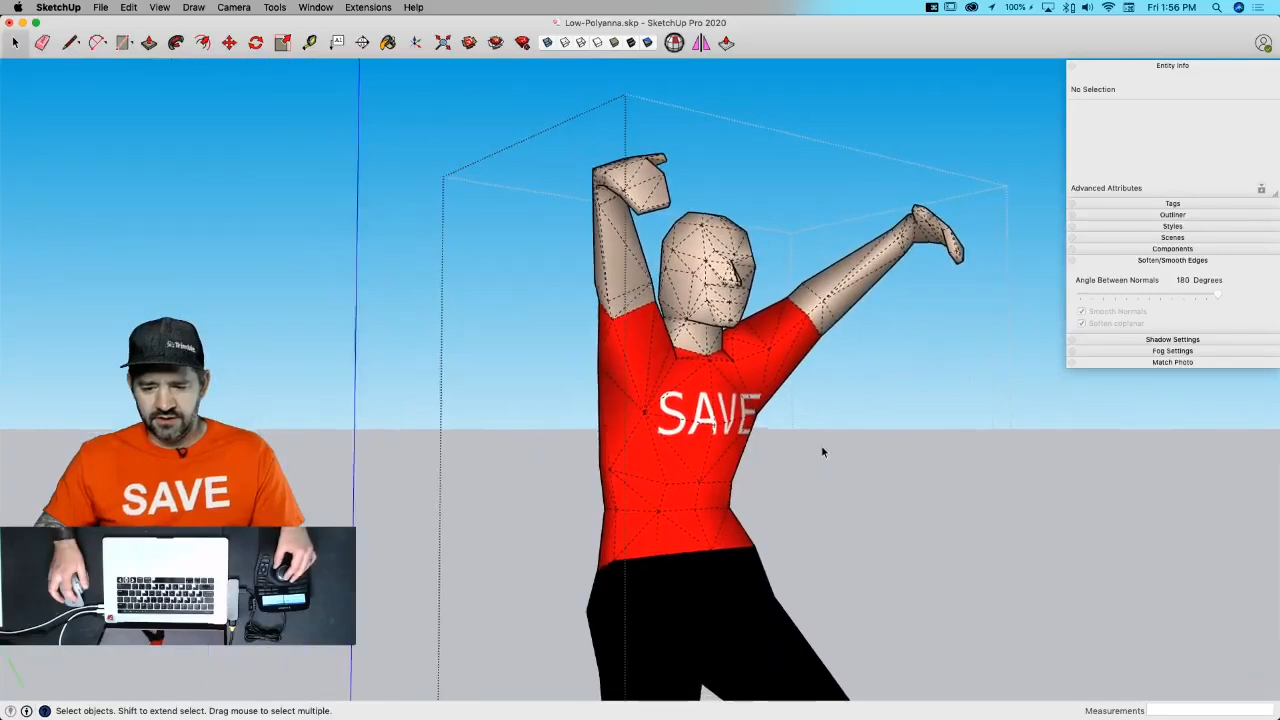 SketchUp File Edit View Draw Camera Tools Window Extensions Help 100% Fri 1:56 PM
Low-Polyanna.skp - SketchUp Pro 2020
Entity Info
No Selection
Advanced Attributes
Tags
Outliner
Styles
Scenes
Components
Soften/Smooth Edges
Angle Between Normals 180 Degrees
Smooth Normals
Soften coplanar
Shadow Settings
Fog Settings
Match Photo
SAVE
Trimble
SAVE
Select objects. Shift to extend select. Drag mouse to select multiple.
Measurements